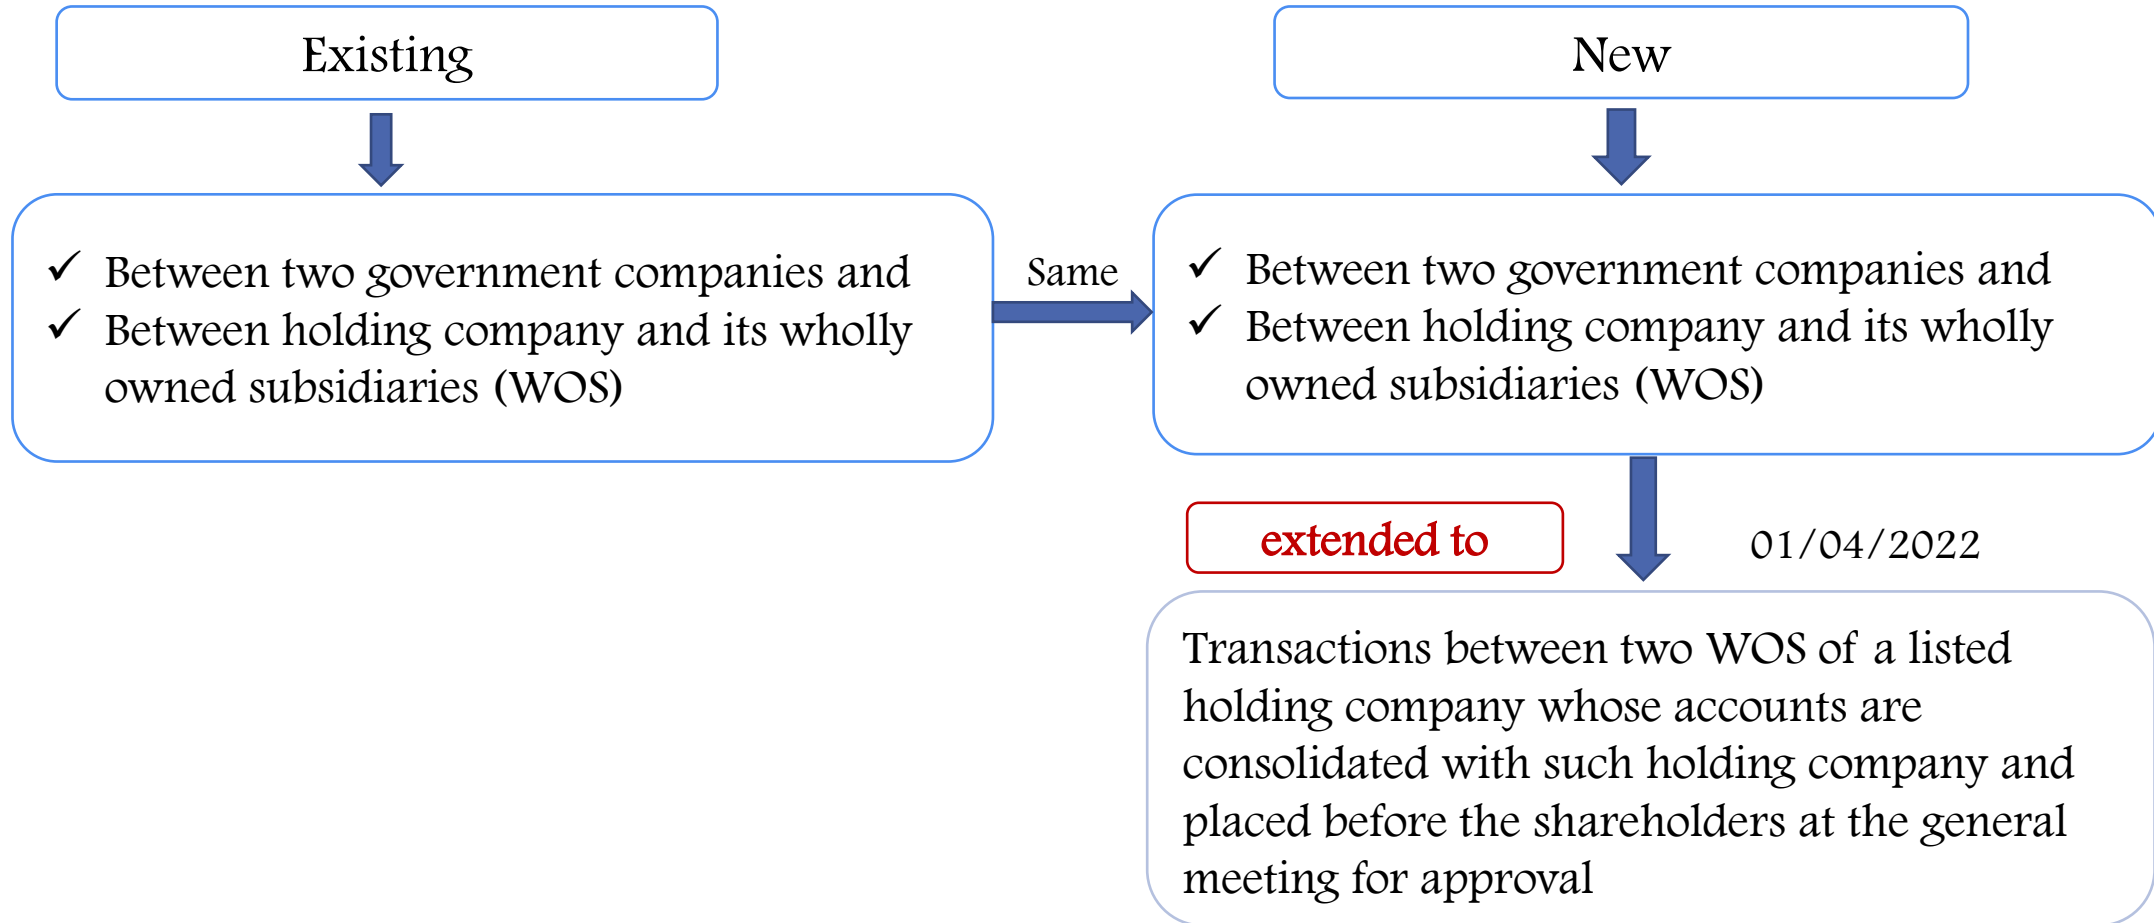 Existing
New
✓ Between two government companies and
✓ Between holding company and its wholly
owned subsidiaries (WOS)
Same
✓ Between two government companies and
✓ Between holding company and its wholly
owned subsidiaries (WOS)
extended to
01/04/2022
Transactions between two WOS of a listed
holding company whose accounts are
consolidated with such holding company and
placed before the shareholders at the general
meeting for approval